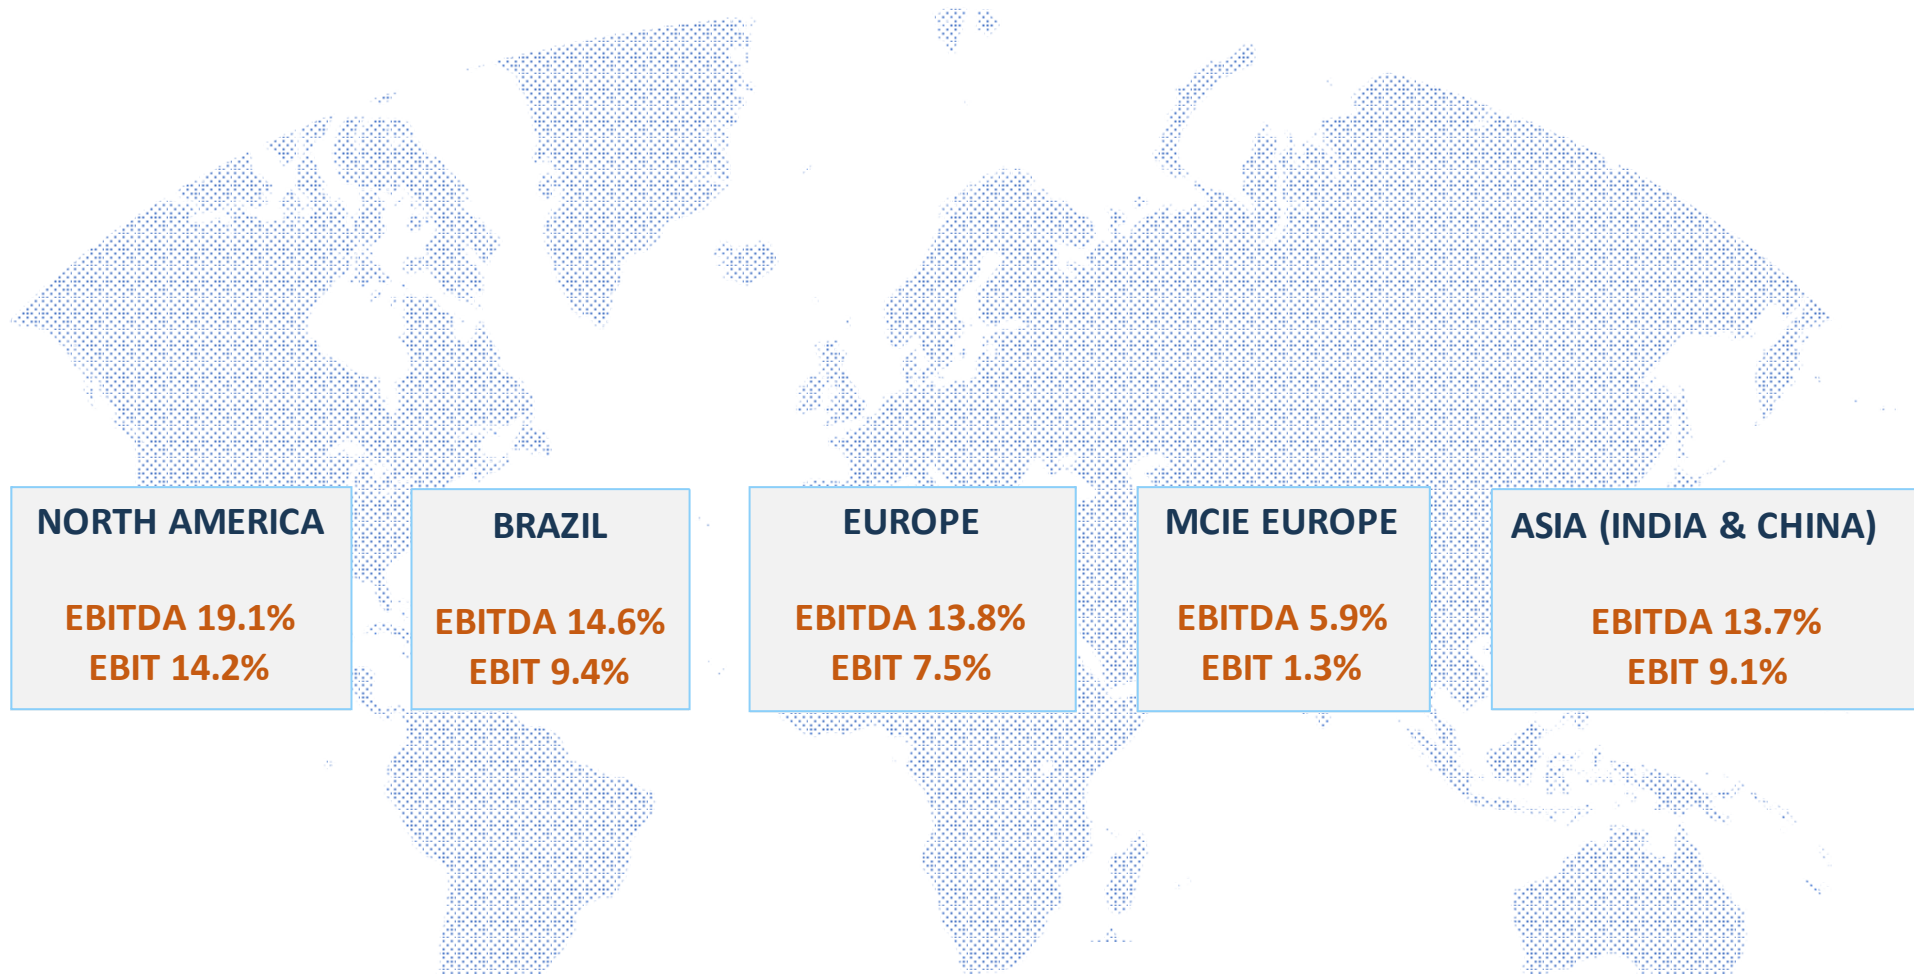 NORTH AMERICA
EBITDA 19.1%
EBIT 14.2%
BRAZIL
EBITDA 14.6%
EBIT 9.4%
EUROPE
EBITDA 13.8%
EBIT 7.5%
MCIE EUROPE
EBITDA 5.9%
EBIT 1.3%
ASIA (INDIA & CHINA)
EBITDA 13.7%
EBIT 9.1%